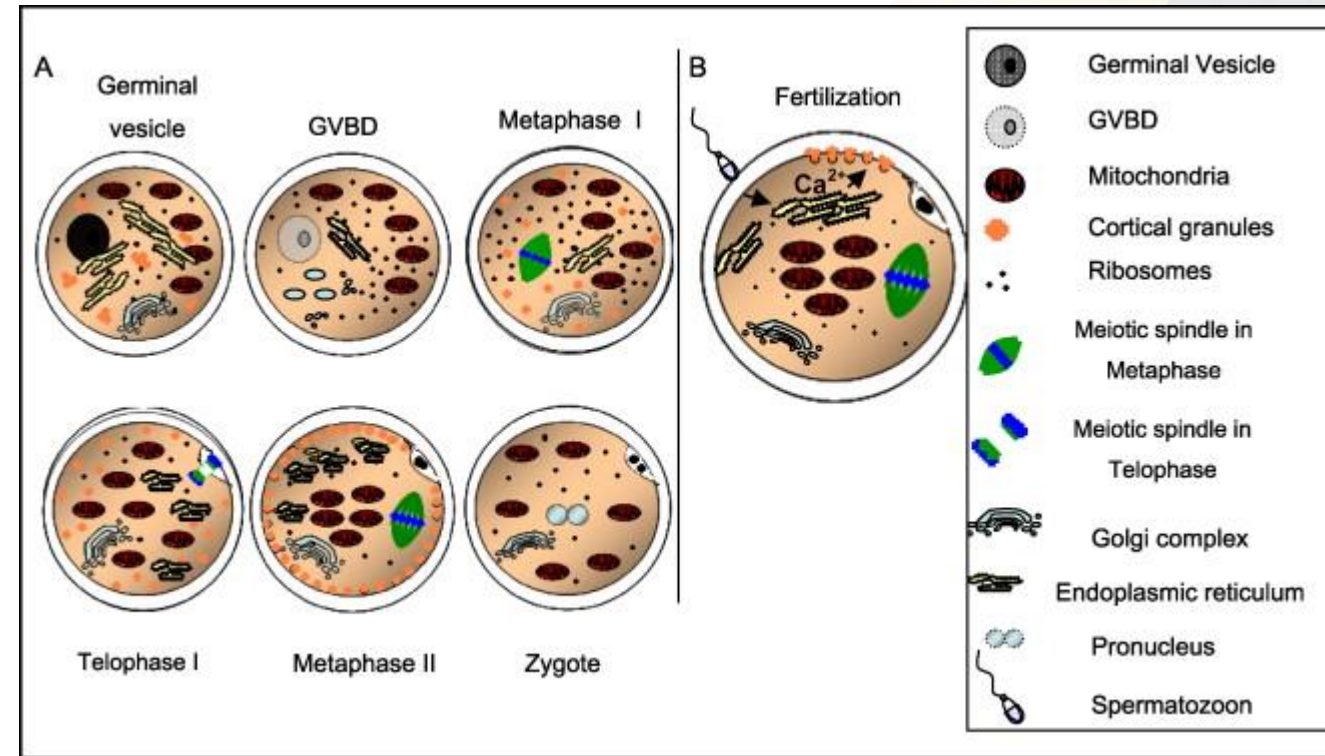 A
Germinal
vesicle
GVBD
Metaphase I
Telophase I
Metaphase II
Zygote
B
Fertilization
Ca2+
Germinal Vesicle
GVBD
Mitochondria
Cortical granules
Ribosomes
Meiotic spindle in
Metaphase
Meiotic spindle in
Telophase
Golgi complex
Endoplasmic reticulum
Pronucleus
Spermatozoon